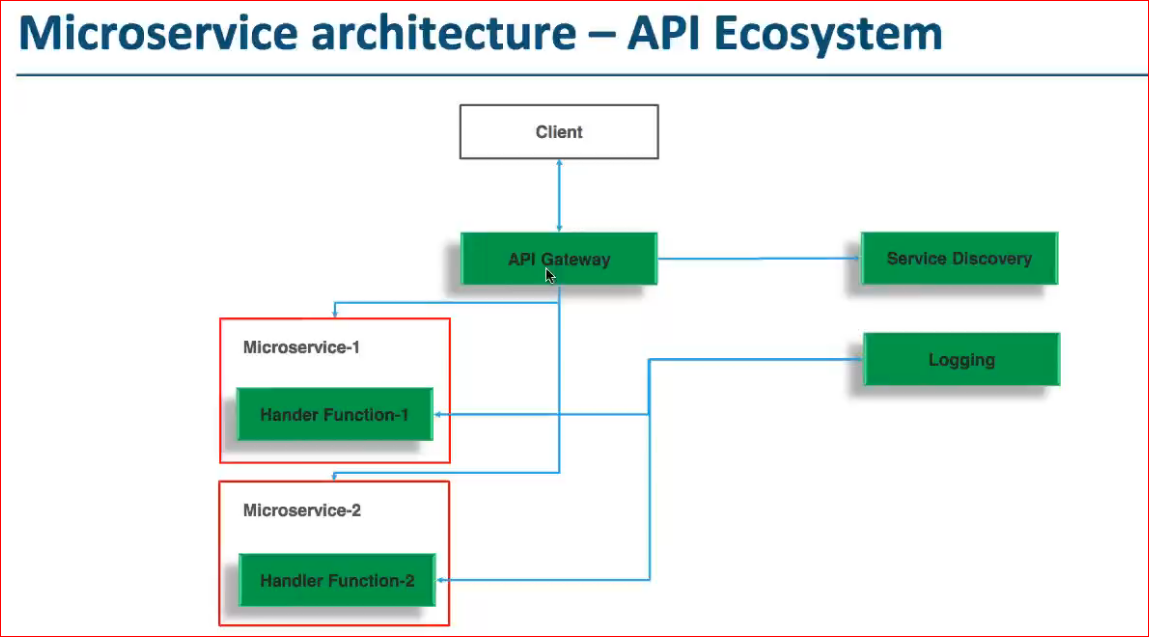 Microservice architecture – API Ecosystem
Client
API Gateway
Service Discovery
Microservice-1
Logging
Hander Function-1
Microservice-2
Handler Function-2